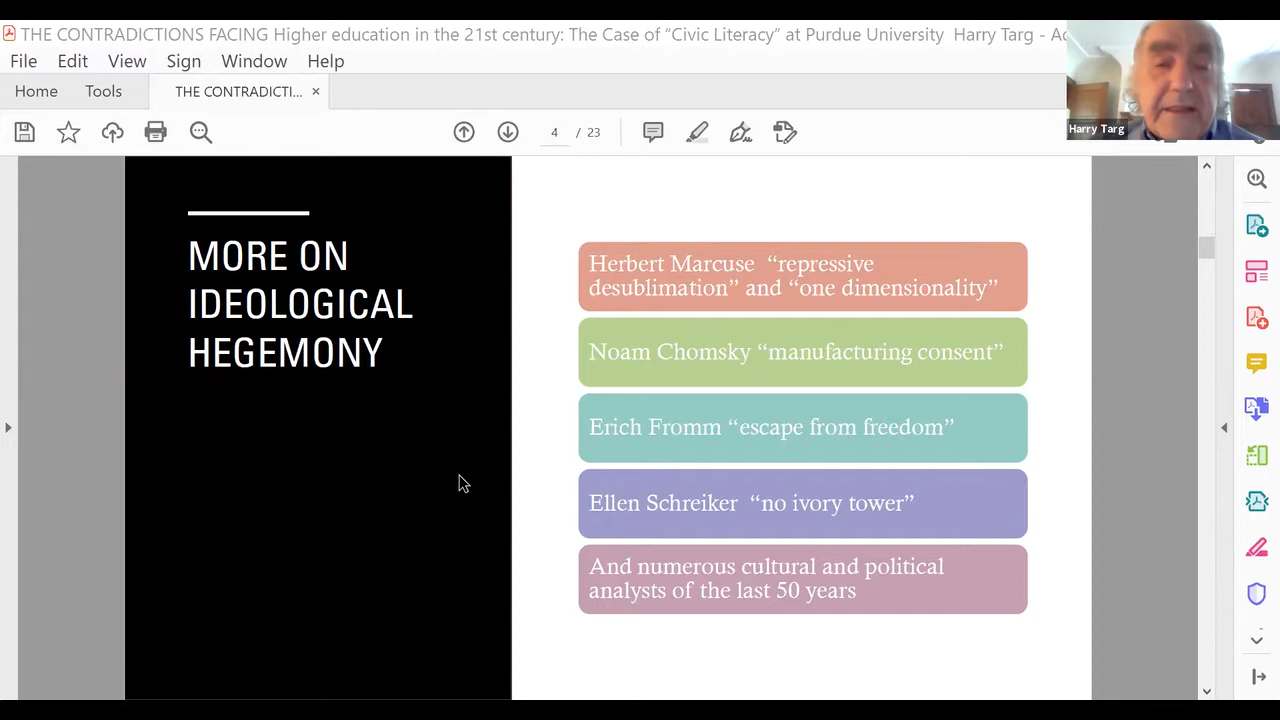 THE CONTRADICTIONS FACING Higher education in the 21st century: The Case of “Civic Literacy” at Purdue University Harry Targ - Ad
File Edit View Sign Window Help
Home Tools THE CONTRADICTI... ×
4 / 23
Harry Targ
MORE ON
IDEOLOGICAL
HEGEMONY
Herbert Marcuse “repressive
desublimation” and “one dimensionality”
Noam Chomsky “manufacturing consent”
Erich Fromm “escape from freedom”
Ellen Schreiker “no ivory tower”
And numerous cultural and political
analysts of the last 50 years